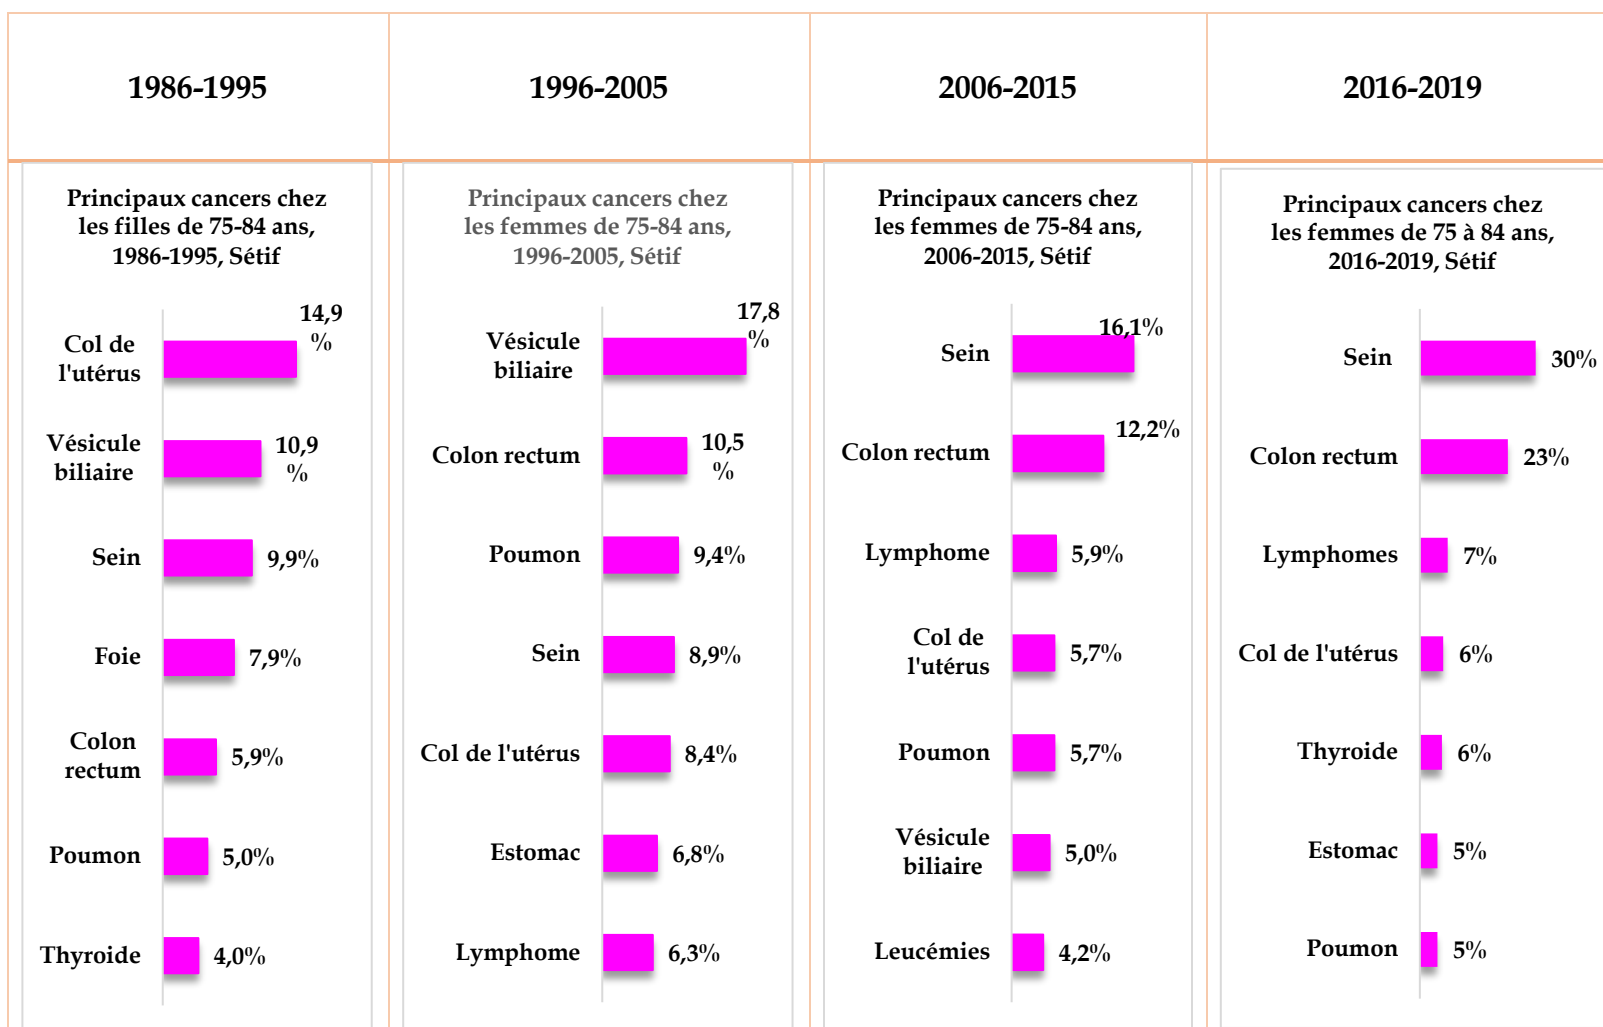 1986-1995
1996-2005
2006-2015
2016-2019
Principaux cancers chez
les filles de 75-84 ans,
1986-1995, Sétif
14,9
%
Col de
l'utérus
Vésicule
biliaire
10,9
%
Sein
9,9%
Foie
7,9%
Colon
rectum
5,9%
Poumon
5,0%
Thyroide
4,0%
Principaux cancers chez
les femmes de 75-84 ans,
1996-2005, Sétif
17,8
%
Vésicule
biliaire
Colon rectum
10,5
%
Poumon
9,4%
Sein
8,9%
Col de l'utérus
8,4%
Estomac
6,8%
Lymphome
6,3%
Principaux cancers chez
les femmes de 75-84 ans,
2006-2015, Sétif
Sein
16,1%
Colon rectum
12,2%
Lymphome
5,9%
Col de
l'utérus
5,7%
Poumon
5,7%
Vésicule
biliaire
5,0%
Leucémies
4,2%
Principaux cancers chez
les femmes de 75 à 84 ans,
2016-2019, Sétif
Sein
30%
Colon rectum
23%
Lymphomes
7%
Col de l'utérus
6%
Thyroide
6%
Estomac
5%
Poumon
5%